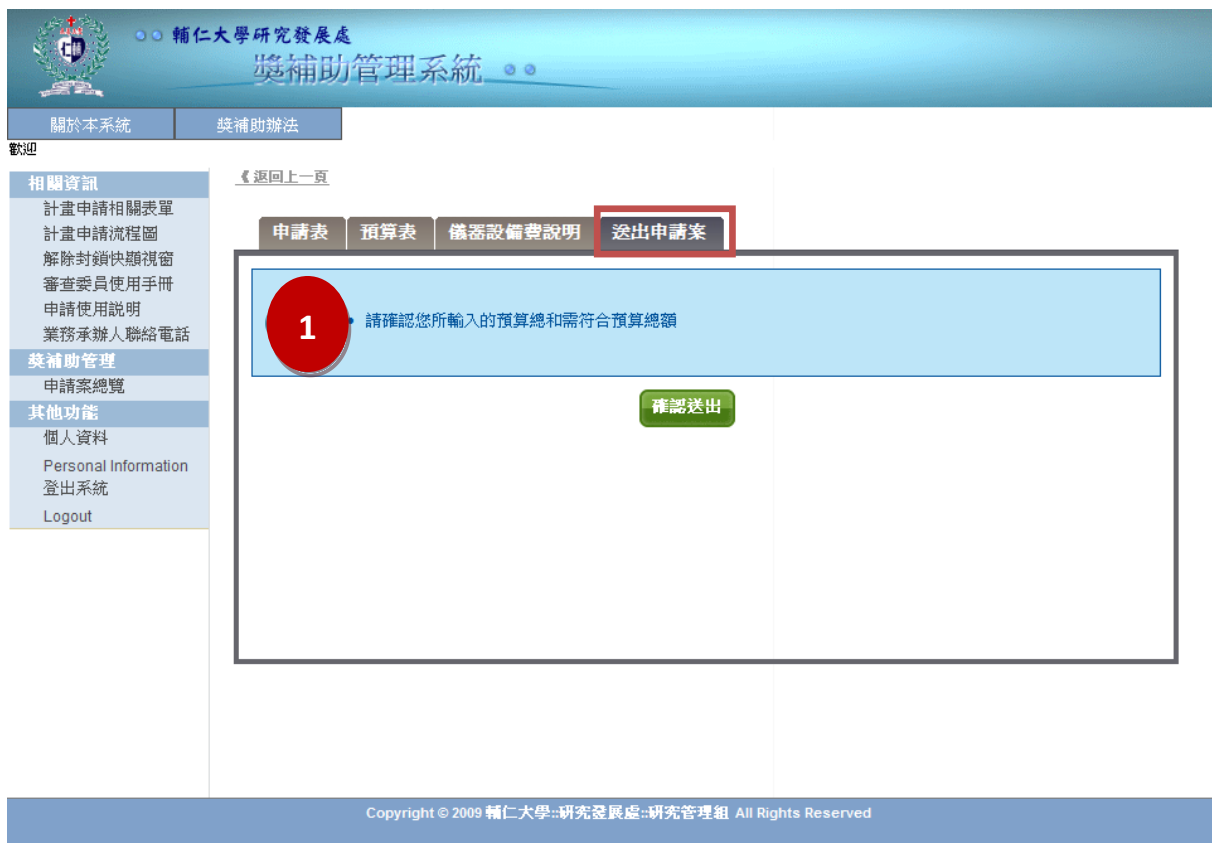 輔仁大學研究發展處
獎補助管理系統
關於本系統
獎補助辦法
歡迎
相關資訊
計畫申請相關表單
計畫申請流程圖
解除封鎖快顯視窗
審查委員使用手冊
申請使用説明
業務承辦人聯絡電話
獎補助管理
申請案總覽
其他功能
個人資料
Personal Information
登出系統
Logout
《返回上一頁
申請表
預算表
儀器設備費說明
送出申請案
1
請確認您所輸入的預算總和需符合預算總額
確認送出
Copyright © 2009 輔仁大學::研究發展處::研究管理組 All Rights Reserved